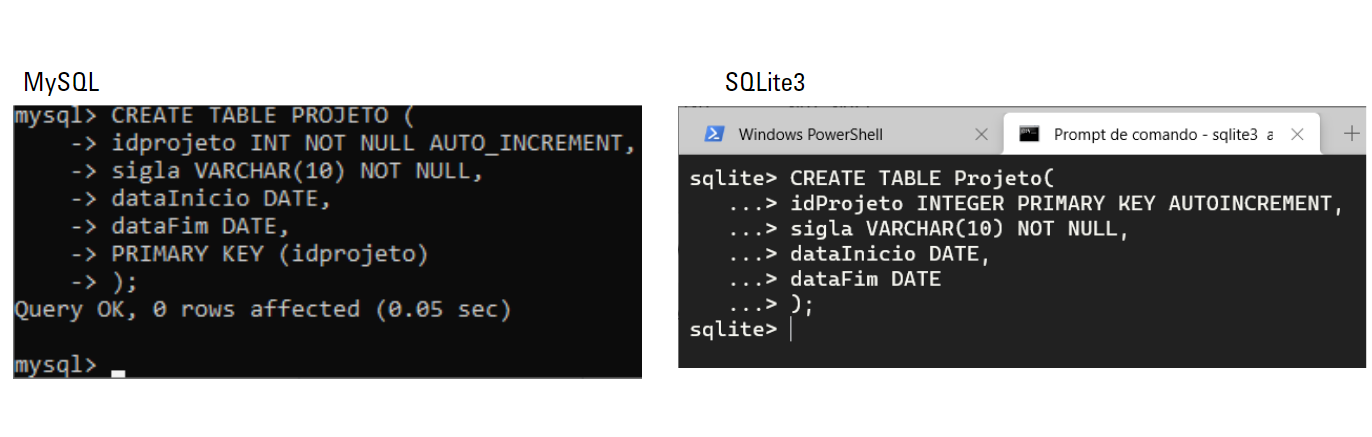 MySQL
mysql> CREATE TABLE PROJETO (
-> idprojeto INT NOT NULL AUTO_INCREMENT,
-> sigla VARCHAR(10) NOT NULL,
-> dataInicio DATE,
-> dataFim DATE,
-> PRIMARY KEY (idprojeto)
-> );
Query OK, 0 rows affected (0.05 sec)
mysql>
SQLite3
Windows PowerShell
Prompt de comando - sqlite3 a
sqlite> CREATE TABLE Projeto(
...> idProjeto INTEGER PRIMARY KEY AUTOINCREMENT,
...> sigla VARCHAR(10) NOT NULL,
...> dataInicio DATE,
...> dataFim DATE
...> );
sqlite>